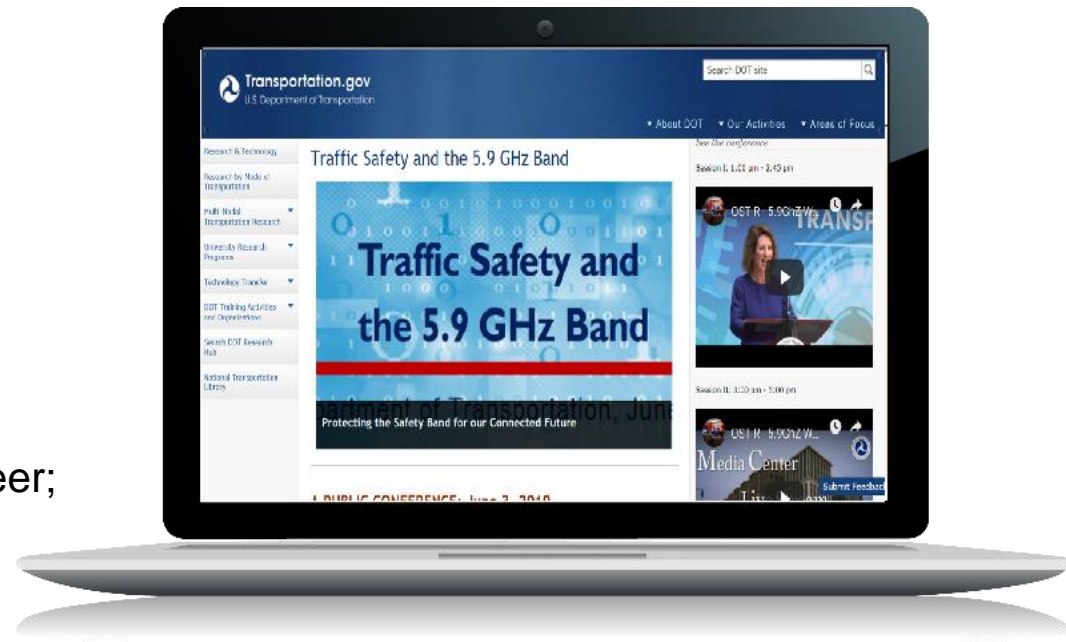 Transportation.gov
U.S. Department of Transportation
Search DOT site
▾ About DOT ▾ Our Activities ▾ Areas of Focus
Research & Technology
Research by Mode of
Transportation
Multi-Modal
Transportation Research
University Research
Programs
Technology Transfer
DOT Training Activities
and Organizations
Search DOT Research
Hub
National Transportation
Library
Traffic Safety and the 5.9 GHz Band
Traffic Safety and
the 5.9 GHz Band
partment of Transportation, June
Protecting the Safety Band for our Connected Future
A PUBLIC CONFERENCE: June 3, 2019
See the conference
Session I: 1:00 pm - 2:45 pm
OST-R - 5.9GHZ W...
TRANSF
Session II: 3:00 pm - 5:00 pm
OST-R - 5.9GHZ W...
Media Center
Submit Feedback
eer;